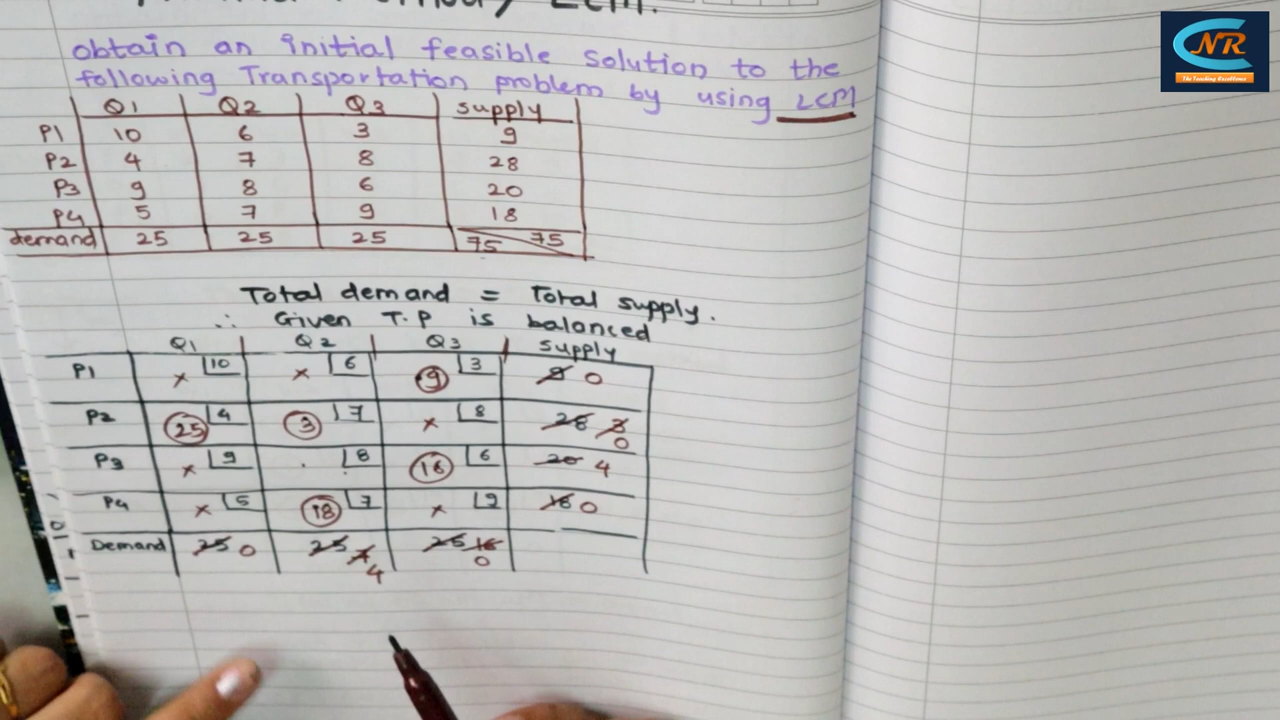 obtain an initial feasible solution to the
following Transportation problem by using LCM
Q1 Q2 Q3 supply
P1 10 6 3 9
P2 4 7 8 28
P3 9 8 6 20
P4 5 7 9 18
demand 25 25 25 75 75
Total demand = Total supply.
∴ Given T.P is balanced
Q1 Q2 Q3 supply
P1 × 10 × 6 9 3 9 0
P2 25 4 3 7 × 8 28 3 0
P3 × 9 8 16 6 20 4
P4 × 5 18 7 × 9 18 0
Demand 25 0 25 7 4 25 16 0
NR
The Teaching Excellence